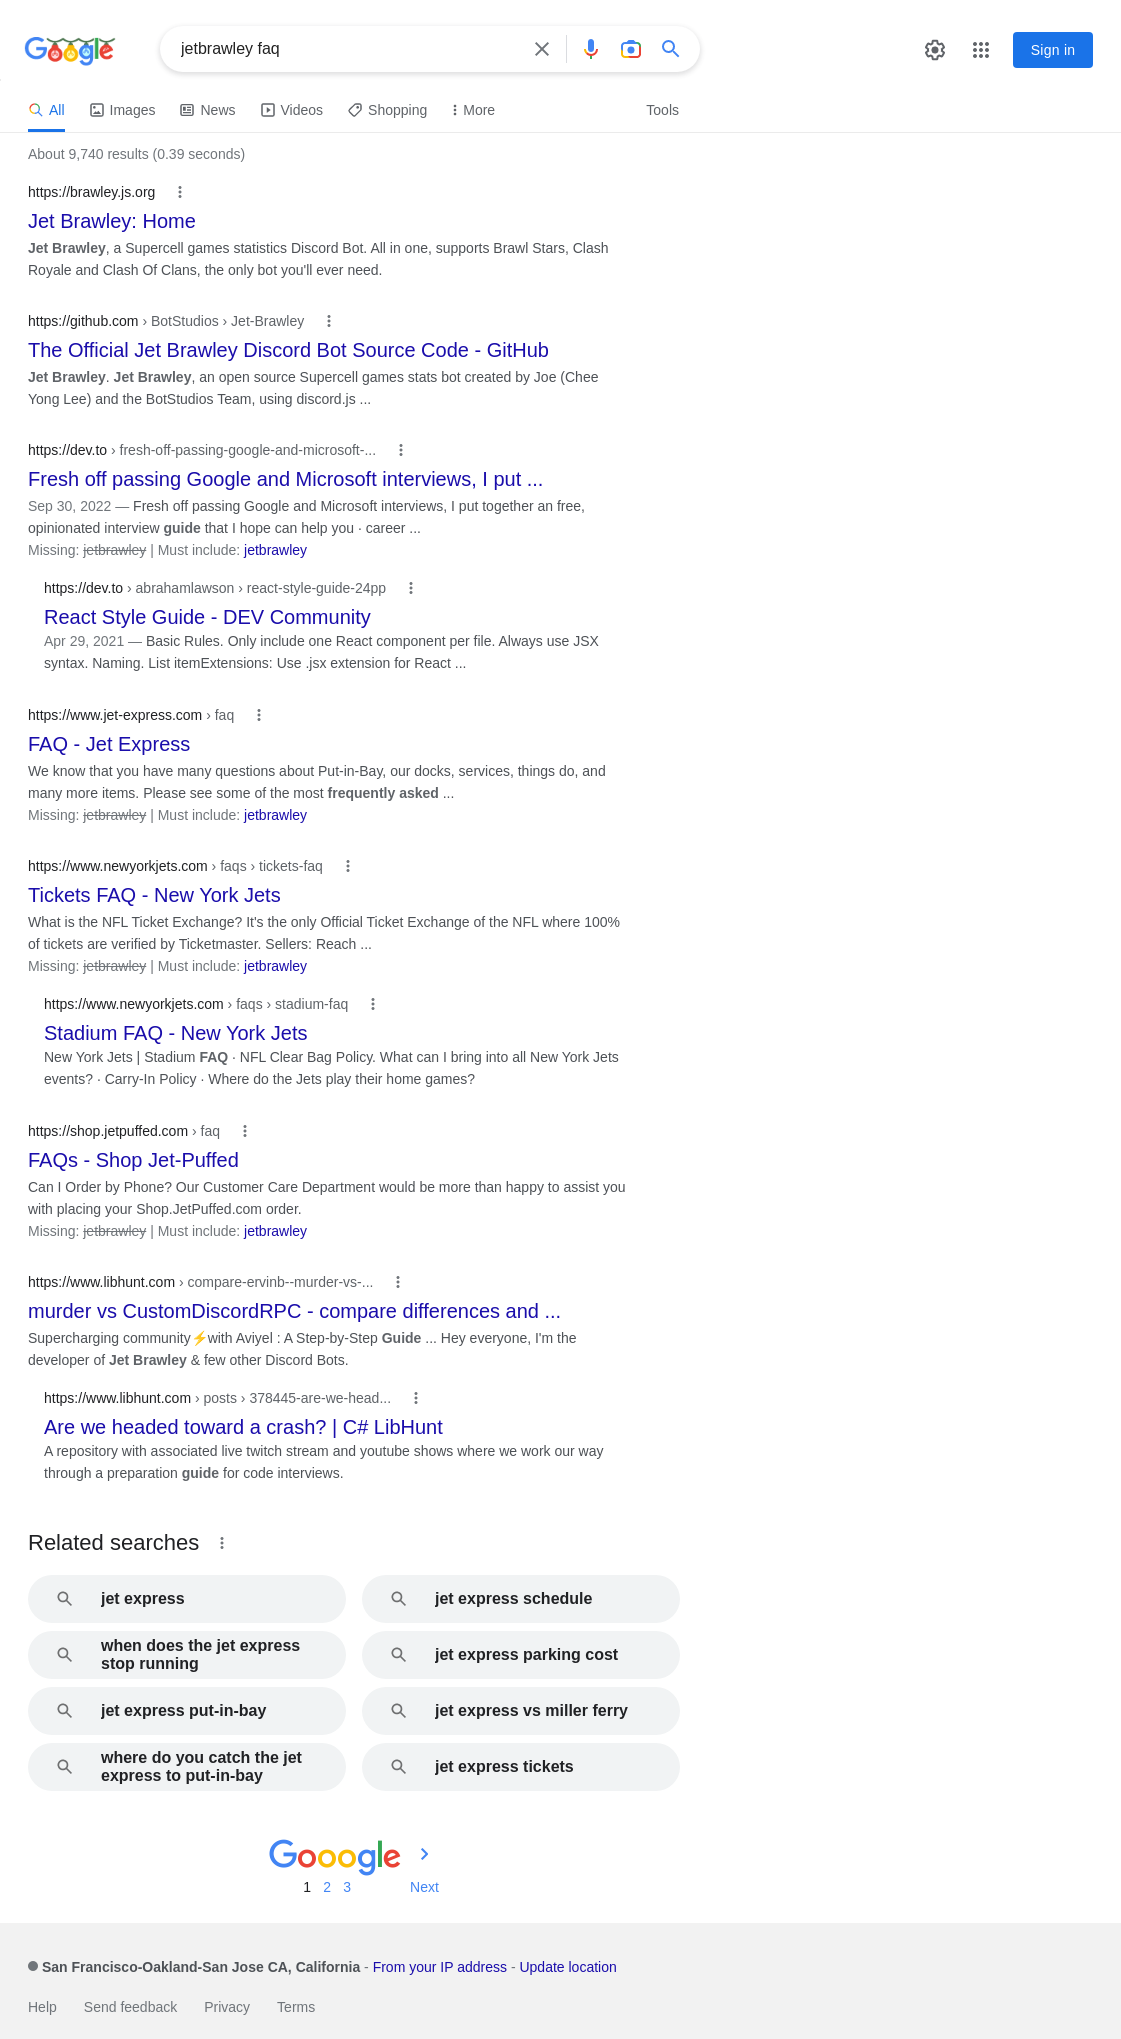 Google
jetbrawley faq
Sign in
All
Images
News
Videos
Shopping
More
Tools
About 9,740 results (0.39 seconds)
https://brawley.js.org
Jet Brawley: Home
Jet Brawley, a Supercell games statistics Discord Bot. All in one, supports Brawl Stars, Clash
Royale and Clash Of Clans, the only bot you'll ever need.
https://github.com › BotStudios › Jet-Brawley
The Official Jet Brawley Discord Bot Source Code - GitHub
Jet Brawley. Jet Brawley, an open source Supercell games stats bot created by Joe (Chee
Yong Lee) and the BotStudios Team, using discord.js ...
https://dev.to › fresh-off-passing-google-and-microsoft-...
Fresh off passing Google and Microsoft interviews, I put ...
Sep 30, 2022 — Fresh off passing Google and Microsoft interviews, I put together an free,
opinionated interview guide that I hope can help you · career ...
Missing: jetbrawley | Must include: jetbrawley
https://dev.to › abrahamlawson › react-style-guide-24pp
React Style Guide - DEV Community
Apr 29, 2021 — Basic Rules. Only include one React component per file. Always use JSX
syntax. Naming. List itemExtensions: Use .jsx extension for React ...
https://www.jet-express.com › faq
FAQ - Jet Express
We know that you have many questions about Put-in-Bay, our docks, services, things do, and
many more items. Please see some of the most frequently asked ...
Missing: jetbrawley | Must include: jetbrawley
https://www.newyorkjets.com › faqs › tickets-faq
Tickets FAQ - New York Jets
What is the NFL Ticket Exchange? It's the only Official Ticket Exchange of the NFL where 100%
of tickets are verified by Ticketmaster. Sellers: Reach ...
Missing: jetbrawley | Must include: jetbrawley
https://www.newyorkjets.com › faqs › stadium-faq
Stadium FAQ - New York Jets
New York Jets | Stadium FAQ · NFL Clear Bag Policy. What can I bring into all New York Jets
events? · Carry-In Policy · Where do the Jets play their home games?
https://shop.jetpuffed.com › faq
FAQs - Shop Jet-Puffed
Can I Order by Phone? Our Customer Care Department would be more than happy to assist you
with placing your Shop.JetPuffed.com order.
Missing: jetbrawley | Must include: jetbrawley
https://www.libhunt.com › compare-ervinb--murder-vs-...
murder vs CustomDiscordRPC - compare differences and ...
Supercharging community⚡with Aviyel : A Step-by-Step Guide ... Hey everyone, I'm the
developer of Jet Brawley & few other Discord Bots.
https://www.libhunt.com › posts › 378445-are-we-head...
Are we headed toward a crash? | C# LibHunt
A repository with associated live twitch stream and youtube shows where we work our way
through a preparation guide for code interviews.
Related searches
jet express
jet express schedule
when does the jet express
stop running
jet express parking cost
jet express put-in-bay
jet express vs miller ferry
where do you catch the jet
express to put-in-bay
jet express tickets
Gooogle
1 2 3 Next
San Francisco-Oakland-San Jose CA, California - From your IP address - Update location
Help Send feedback Privacy Terms